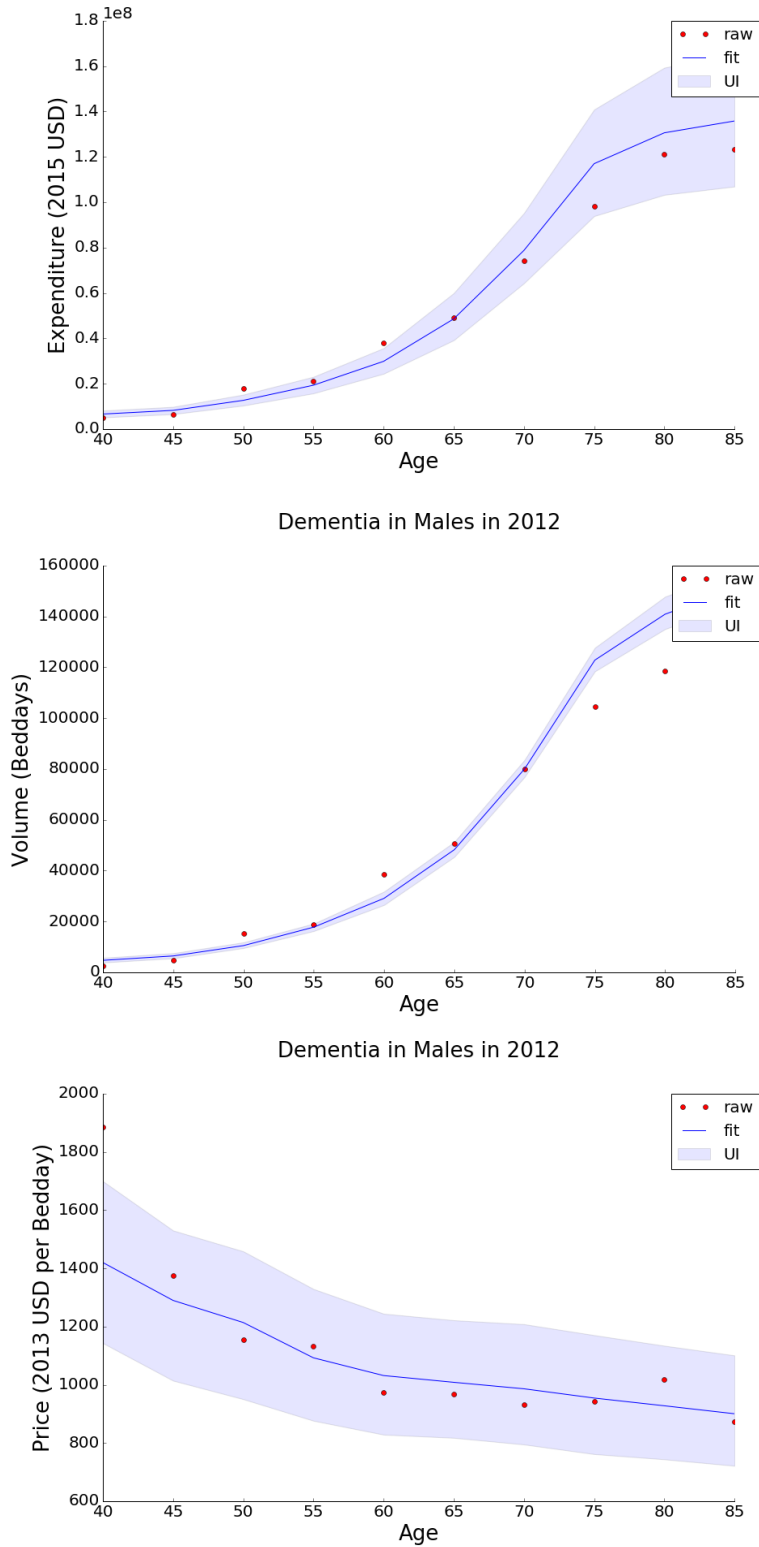 1e8
1.8
1.6
1.4
1.2
1.0
0.8
0.6
0.4
0.2
0.0
Expenditure (2015 USD)
raw
fit
UI
40 45 50 55 60 65 70 75 80 85
Age
Dementia in Males in 2012
160000
140000
120000
100000
80000
60000
40000
20000
0
Volume (Beddays)
raw
fit
UI
40 45 50 55 60 65 70 75 80 85
Age
Dementia in Males in 2012
2000
1800
1600
1400
1200
1000
800
600
Price (2013 USD per Bedday)
raw
fit
UI
40 45 50 55 60 65 70 75 80 85
Age